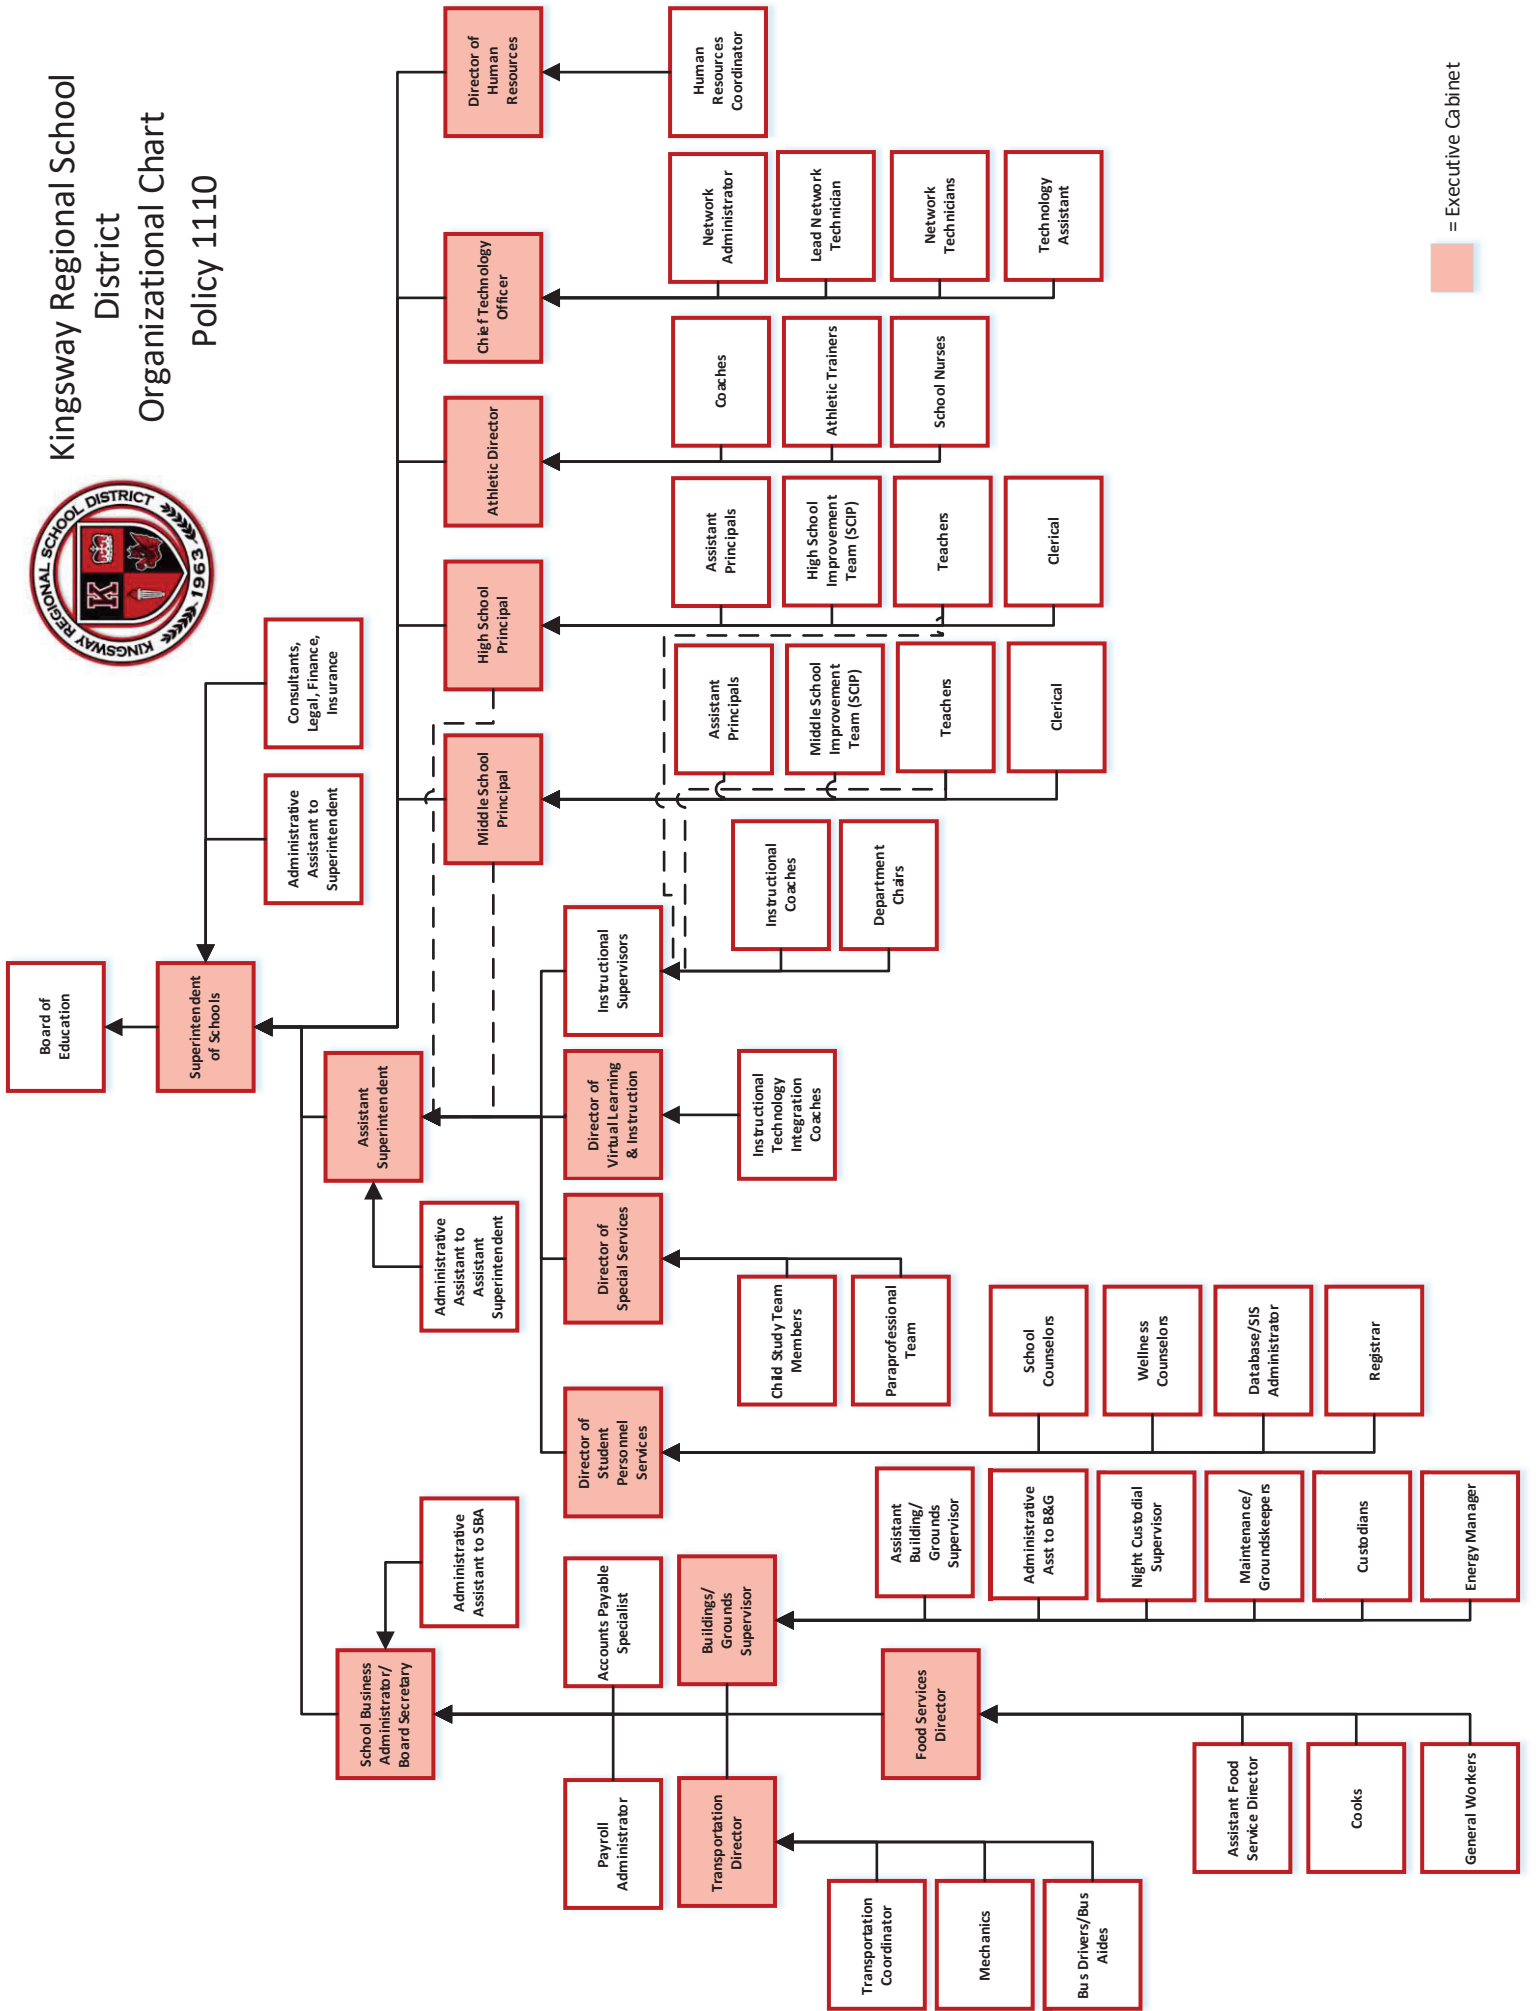 Kingsway Regional School
District
Organizational Chart
Policy 1110
KINGSWAY REGIONAL SCHOOL DISTRICT
1963
K
Board of
Education
Superintendent
of Schools
Administrative
Assistant to
Superintendent
Consultants,
Legal, Finance,
Insurance
School Business
Administrator/
Board Secretary
Administrative
Assistant to SBA
Assistant
Superintendent
Administrative
Assistant to
Assistant
Superintendent
Middle School
Principal
High School
Principal
Athletic Director
Chief Technology
Officer
Director of
Human
Resources
Payroll
Administrator
Accounts Payable
Specialist
Director of
Student
Personnel
Services
Director of
Special Services
Director of
Virtual Learning
& Instruction
Instructional
Supervisors
Transportation
Director
Buildings/
Grounds
Supervisor
Food Services
Director
Transportation
Coordinator
Mechanics
Bus Drivers/Bus
Aides
Assistant Food
Service Director
Cooks
General Workers
Assistant
Building/
Grounds
Supervisor
Administrative
Asst to B&G
Night Custodial
Supervisor
Maintenance/
Groundskeepers
Custodians
Energy Manager
School
Counselors
Wellness
Counselors
Database/SIS
Administrator
Registrar
Child Study Team
Members
Paraprofessional
Team
Instructional
Technology
Integration
Coaches
Instructional
Coaches
Department
Chairs
Assistant
Principals
Middle School
Improvement
Team (SCIP)
Teachers
Clerical
Assistant
Principals
High School
Improvement
Team (SCIP)
Teachers
Clerical
Coaches
Athletic Trainers
School Nurses
Network
Administrator
Lead Network
Technician
Network
Technicians
Technology
Assistant
Human
Resources
Coordinator
= Executive Cabinet